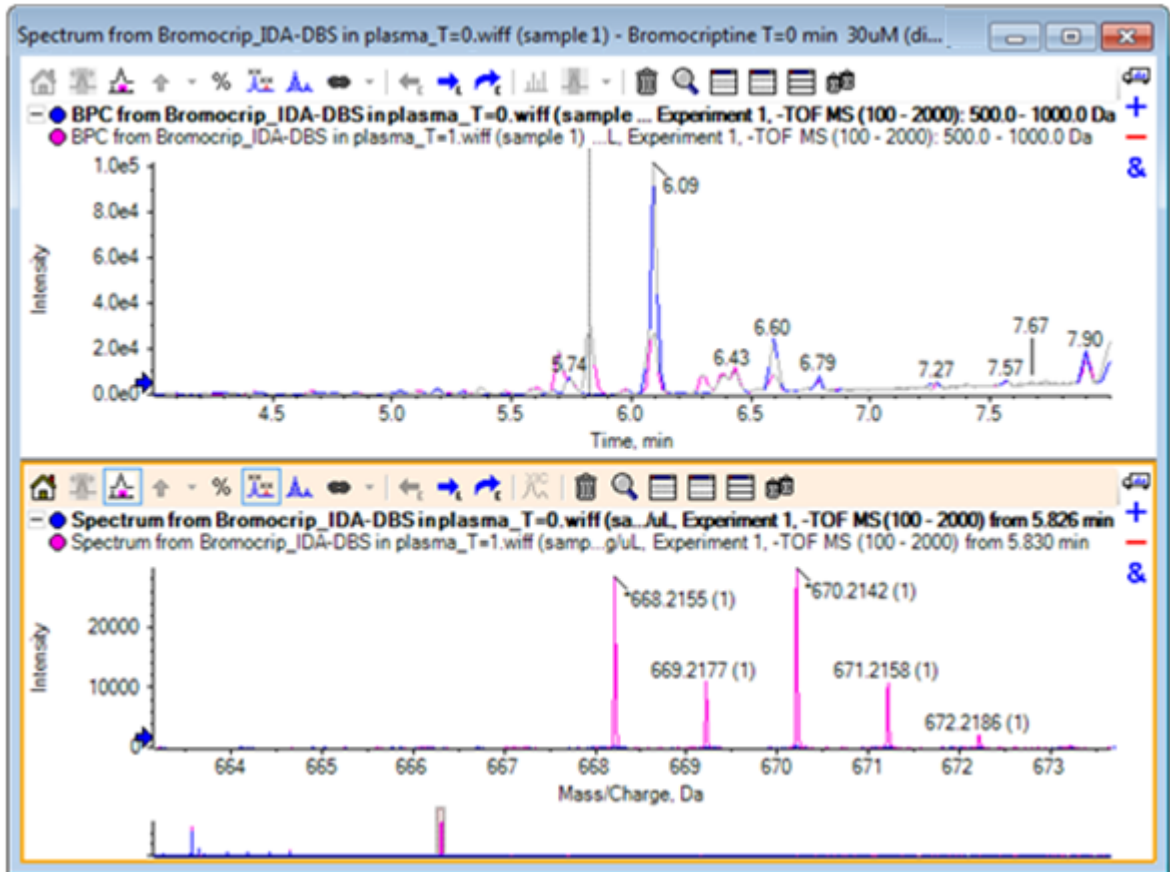 Spectrum from Bromocrip_IDA-DBS in plasma_T=0.wiff (sample 1) - Bromocriptine T=0 min 30uM (di...
%
BPC from Bromocrip_IDA-DBS in plasma_T=0.wiff (sample ... Experiment 1, -TOF MS (100 - 2000): 500.0 - 1000.0 Da
BPC from Bromocrip_IDA-DBS in plasma_T=1.wiff (sample 1) ...L, Experiment 1, -TOF MS (100 - 2000): 500.0 - 1000.0 Da
&
1.0e5
8.0e4
6.0e4
4.0e4
2.0e4
0.0e0
Intensity
5.74
6.09
6.43
6.60
6.79
7.27
7.57
7.67
7.90
4.5 5.0 5.5 6.0 6.5 7.0 7.5
Time, min
%
Spectrum from Bromocrip_IDA-DBS in plasma_T=0.wiff (sa.../uL, Experiment 1, -TOF MS (100 - 2000) from 5.826 min
Spectrum from Bromocrip_IDA-DBS in plasma_T=1.wiff (samp...g/uL, Experiment 1, -TOF MS (100 - 2000) from 5.830 min
&
20000
10000
0
Intensity
*668.2155 (1)
669.2177 (1)
*670.2142 (1)
671.2158 (1)
672.2186 (1)
664 665 666 667 668 669 670 671 672 673
Mass/Charge, Da